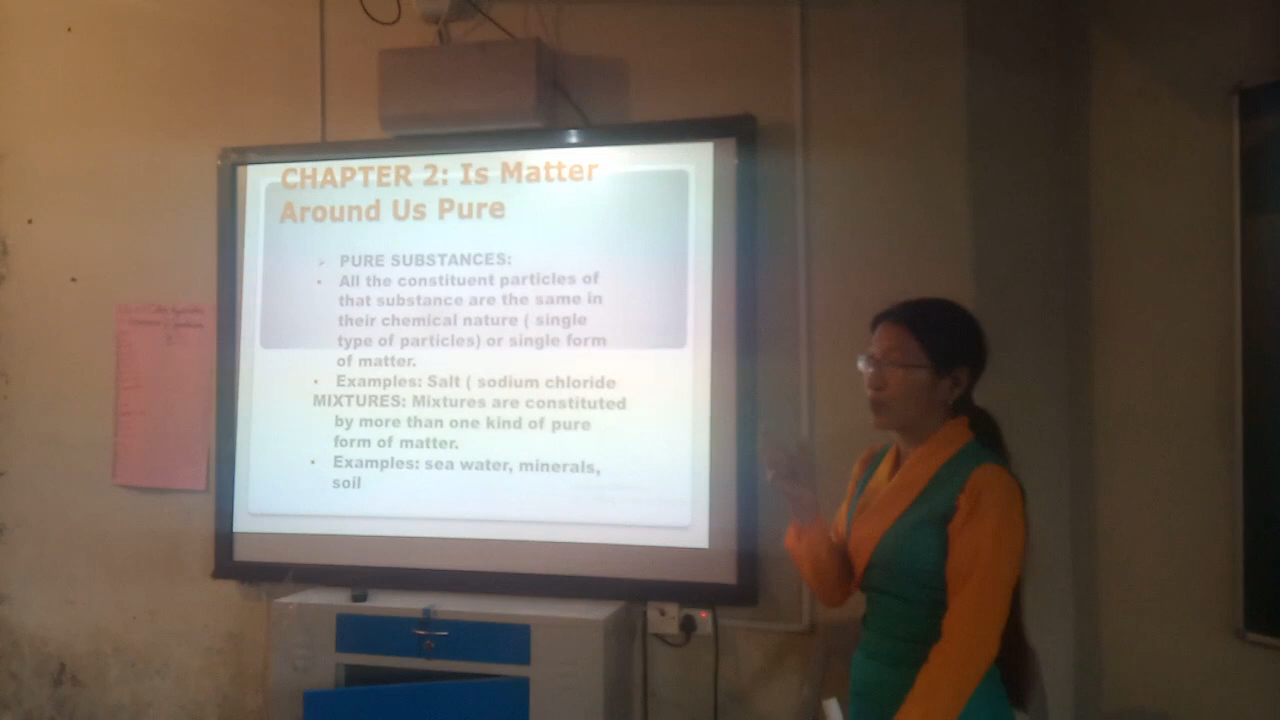 CHAPTER 2: Is Matter
Around Us Pure
PURE SUBSTANCES:
All the constituent particles of
that substance are the same in
their chemical nature ( single
type of particles) or single form
of matter.
Examples: Salt ( sodium chloride
MIXTURES: Mixtures are constituted
by more than one kind of pure
form of matter.
Examples: sea water, minerals,
soil